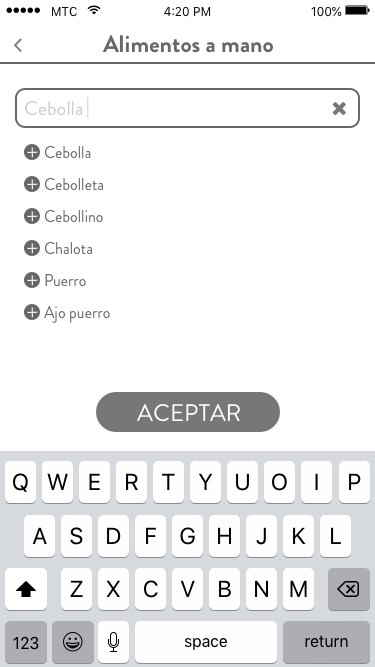 MTC 4:20 PM 100%
Alimentos a mano
Cebolla
Cebolla
Cebolleta
Cebollino
Chalota
Puerro
Ajo puerro
ACEPTAR
Q W E R T Y U O I P
A S D F G H J K L
Z X C V B N M
123 space return